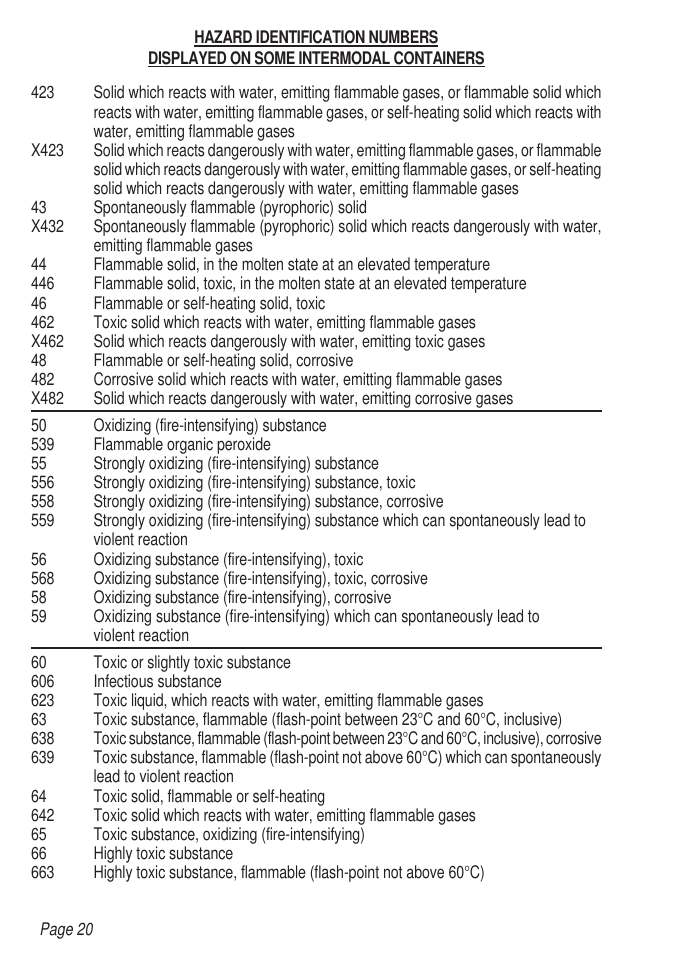 HAZARD IDENTIFICATION NUMBERS
DISPLAYED ON SOME INTERMODAL CONTAINERS
423 Solid which reacts with water, emitting flammable gases, or flammable solid which
reacts with water, emitting flammable gases, or self-heating solid which reacts with
water, emitting flammable gases
X423 Solid which reacts dangerously with water, emitting flammable gases, or flammable
solid which reacts dangerously with water, emitting flammable gases, or self-heating
solid which reacts dangerously with water, emitting flammable gases
43 Spontaneously flammable (pyrophoric) solid
X432 Spontaneously flammable (pyrophoric) solid which reacts dangerously with water,
emitting flammable gases
44 Flammable solid, in the molten state at an elevated temperature
446 Flammable solid, toxic, in the molten state at an elevated temperature
46 Flammable or self-heating solid, toxic
462 Toxic solid which reacts with water, emitting flammable gases
X462 Solid which reacts dangerously with water, emitting toxic gases
48 Flammable or self-heating solid, corrosive
482 Corrosive solid which reacts with water, emitting flammable gases
X482 Solid which reacts dangerously with water, emitting corrosive gases
50 Oxidizing (fire-intensifying) substance
539 Flammable organic peroxide
55 Strongly oxidizing (fire-intensifying) substance
556 Strongly oxidizing (fire-intensifying) substance, toxic
558 Strongly oxidizing (fire-intensifying) substance, corrosive
559 Strongly oxidizing (fire-intensifying) substance which can spontaneously lead to
violent reaction
56 Oxidizing substance (fire-intensifying), toxic
568 Oxidizing substance (fire-intensifying), toxic, corrosive
58 Oxidizing substance (fire-intensifying), corrosive
59 Oxidizing substance (fire-intensifying) which can spontaneously lead to
violent reaction
60 Toxic or slightly toxic substance
606 Infectious substance
623 Toxic liquid, which reacts with water, emitting flammable gases
63 Toxic substance, flammable (flash-point between 23°C and 60°C, inclusive)
638 Toxic substance, flammable (flash-point between 23°C and 60°C, inclusive), corrosive
639 Toxic substance, flammable (flash-point not above 60°C) which can spontaneously
lead to violent reaction
64 Toxic solid, flammable or self-heating
642 Toxic solid which reacts with water, emitting flammable gases
65 Toxic substance, oxidizing (fire-intensifying)
66 Highly toxic substance
663 Highly toxic substance, flammable (flash-point not above 60°C)
Page 20